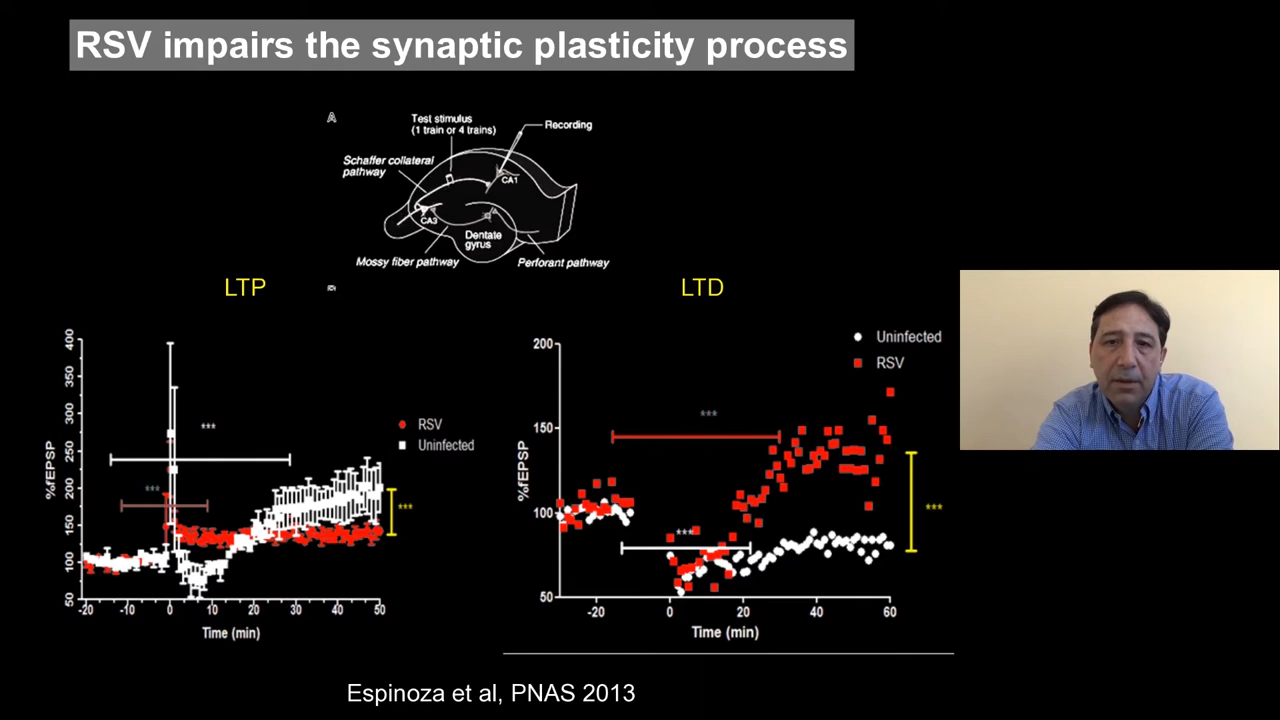 RSV impairs the synaptic plasticity process
A
Test stimulus
(1 train or 4 trains)
Recording
Schaffer collateral
pathway
CA1
CA3
Dentate
gyrus
Mossy fiber pathway
Perforant pathway
LTP
LTD
400
350
300
250
200
150
100
50
%fEPSP
***
***
***
RSV
Uninfected
-20
-10
0
10
20
30
40
50
Time (min)
200
150
100
50
%fEPSP
Uninfected
RSV
***
***
***
-20
0
20
40
60
Time (min)
Espinoza et al, PNAS 2013